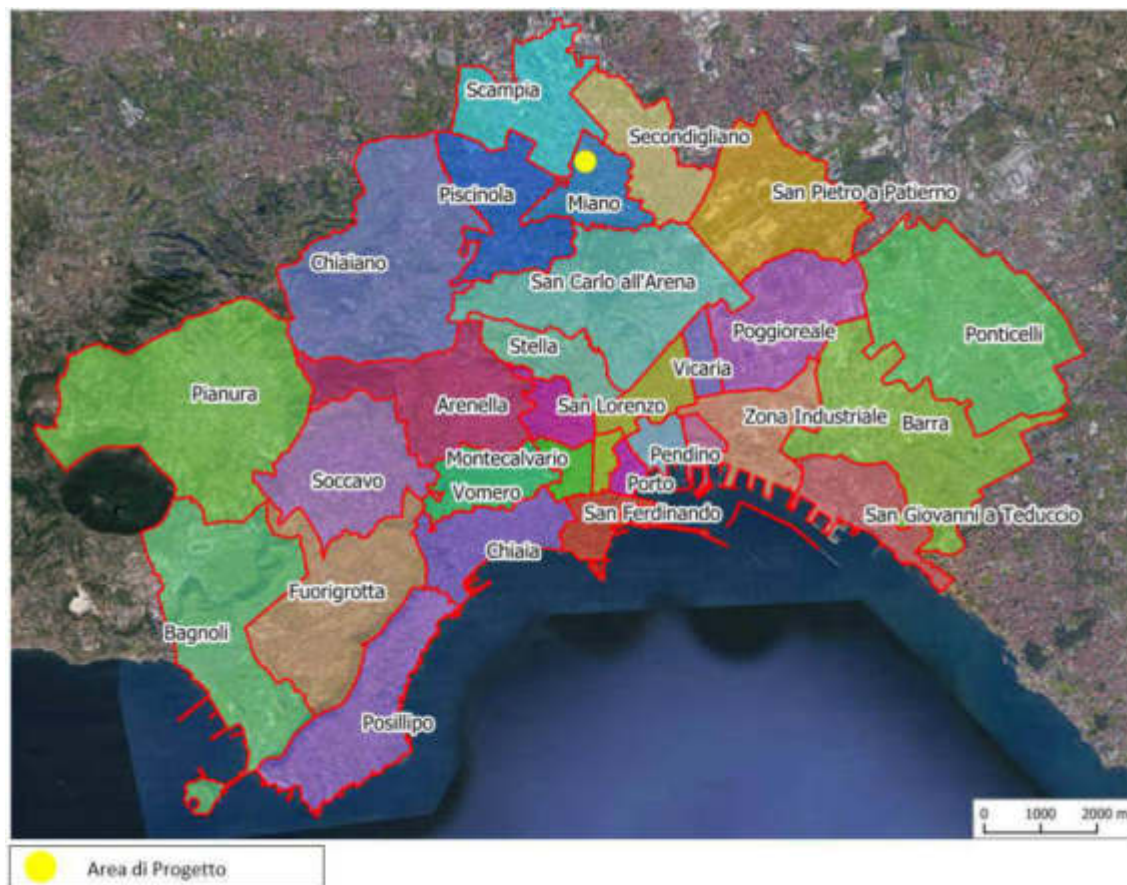 Scampia
Secondigliano
Piscinola
Miano
San Pietro a Patierno
Chiaiano
San Carlo all'Arena
Poggioreale
Ponticelli
Stella
Vicaria
Pianura
Arenella
San Lorenzo
Zona Industriale
Barra
Montecalvario
Pendino
Soccavo
Vomero
Porto
San Ferdinando
San Giovanni a Teduccio
Chiaia
Fuorigrotta
Bagnoli
Posillipo
0 1000 2000 m
Area di Progetto